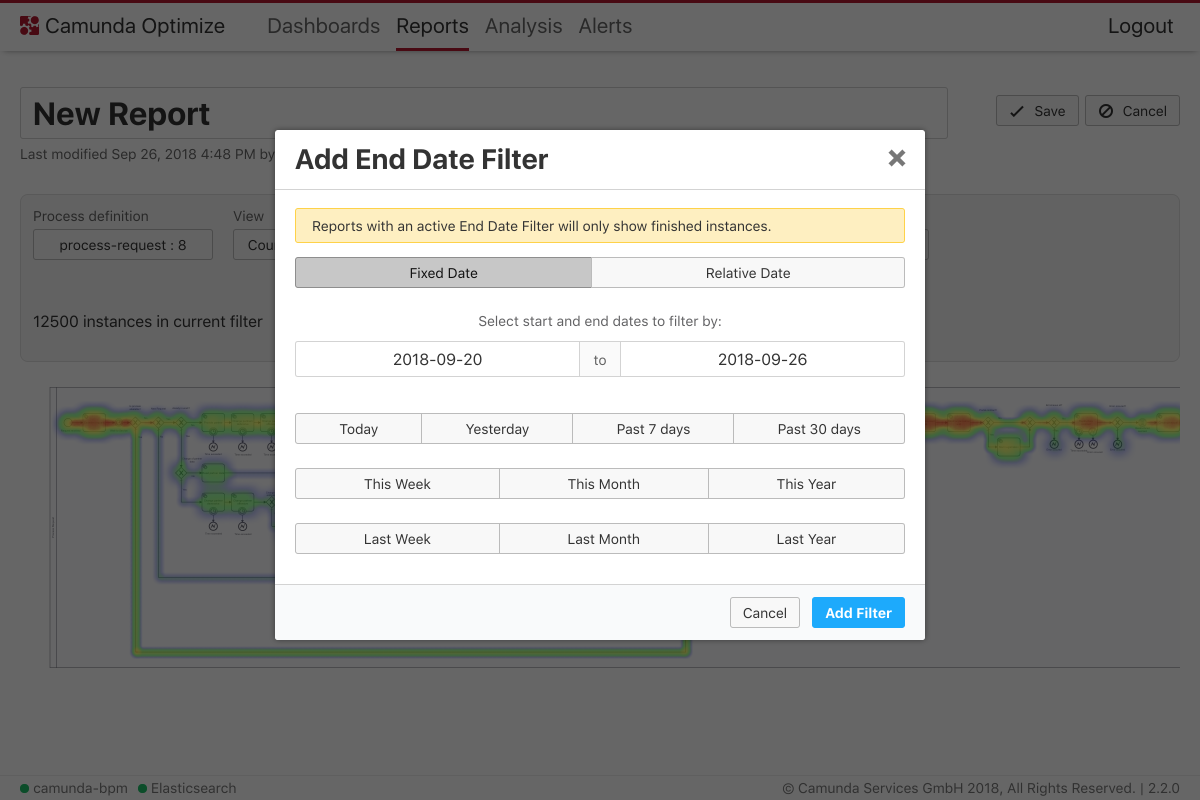 Camunda Optimize Dashboards Reports Analysis Alerts Logout
New Report
Save Cancel
Last modified Sep 26, 2018 4:48 PM by
Add End Date Filter
Process definition View
process-request : 8 Cou
Reports with an active End Date Filter will only show finished instances.
Fixed Date Relative Date
12500 instances in current filter
Select start and end dates to filter by:
2018-09-20 to 2018-09-26
Today Yesterday Past 7 days Past 30 days
This Week This Month This Year
Last Week Last Month Last Year
Cancel Add Filter
camunda-bpm Elasticsearch
© Camunda Services GmbH 2018, All Rights Reserved. | 2.2.0